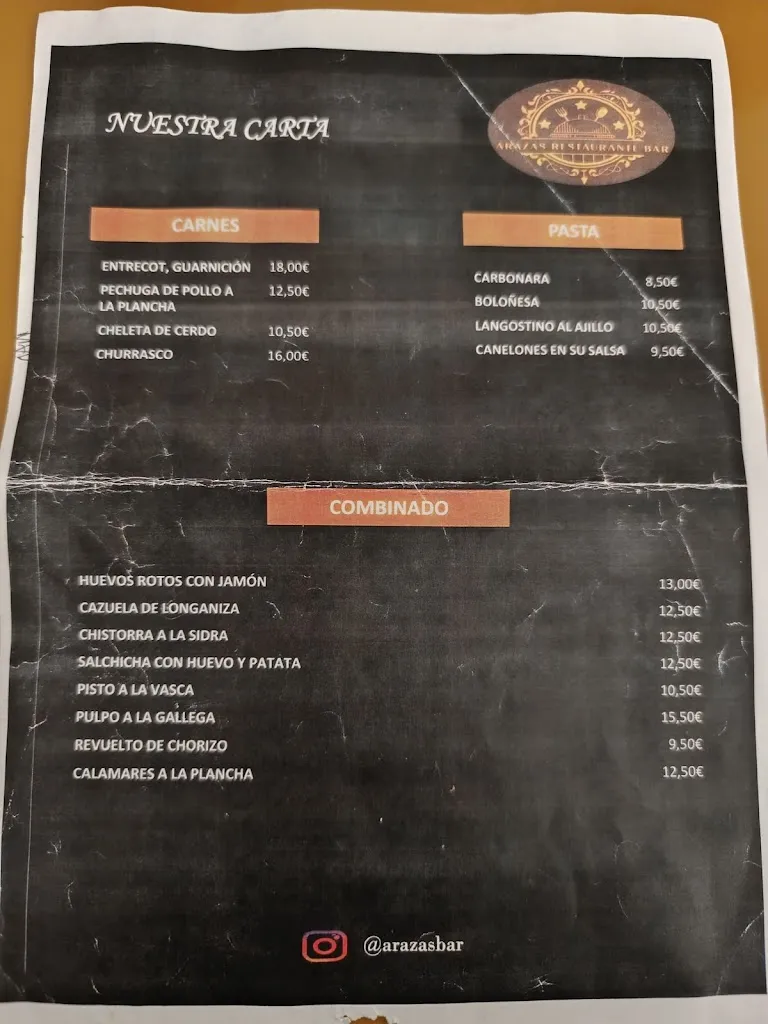 NUESTRA CARTA
ARAZAS RESTAURANTE BAR
CARNES
ENTRECOT, GUARNICIÓN 18,00€
PECHUGA DE POLLO A 12,50€
LA PLANCHA
CHELETA DE CERDO 10,50€
CHURRASCO 16,00€
PASTA
CARBONARA 8,50€
BOLOÑESA 10,50€
LANGOSTINO AL AJILLO 10,50€
CANELONES EN SU SALSA 9,50€
COMBINADO
HUEVOS ROTOS CON JAMÓN 13,00€
CAZUELA DE LONGANIZA 12,50€
CHISTORRA A LA SIDRA 12,50€
SALCHICHA CON HUEVO Y PATATA 12,50€
PISTO A LA VASCA 10,50€
PULPO A LA GALLEGA 15,50€
REVUELTO DE CHORIZO 9,50€
CALAMARES A LA PLANCHA 12,50€
@arazasbar